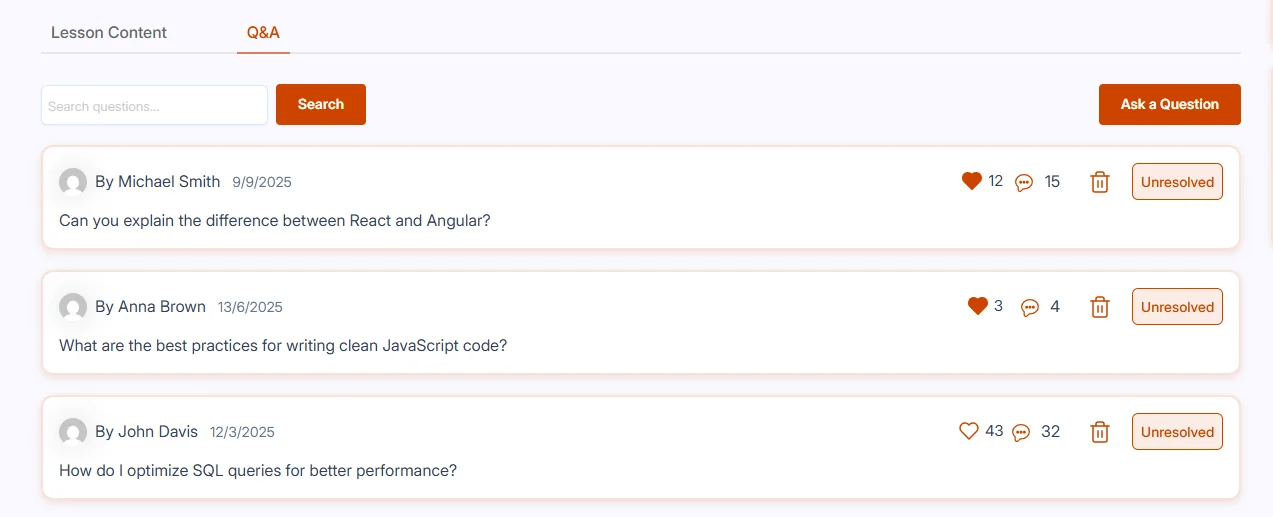 Lesson Content Q&A
Search questions... Search Ask a Question
By Michael Smith 9/9/2025 12 15 Unresolved
Can you explain the difference between React and Angular?
By Anna Brown 13/6/2025 3 4 Unresolved
What are the best practices for writing clean JavaScript code?
By John Davis 12/3/2025 43 32 Unresolved
How do I optimize SQL queries for better performance?